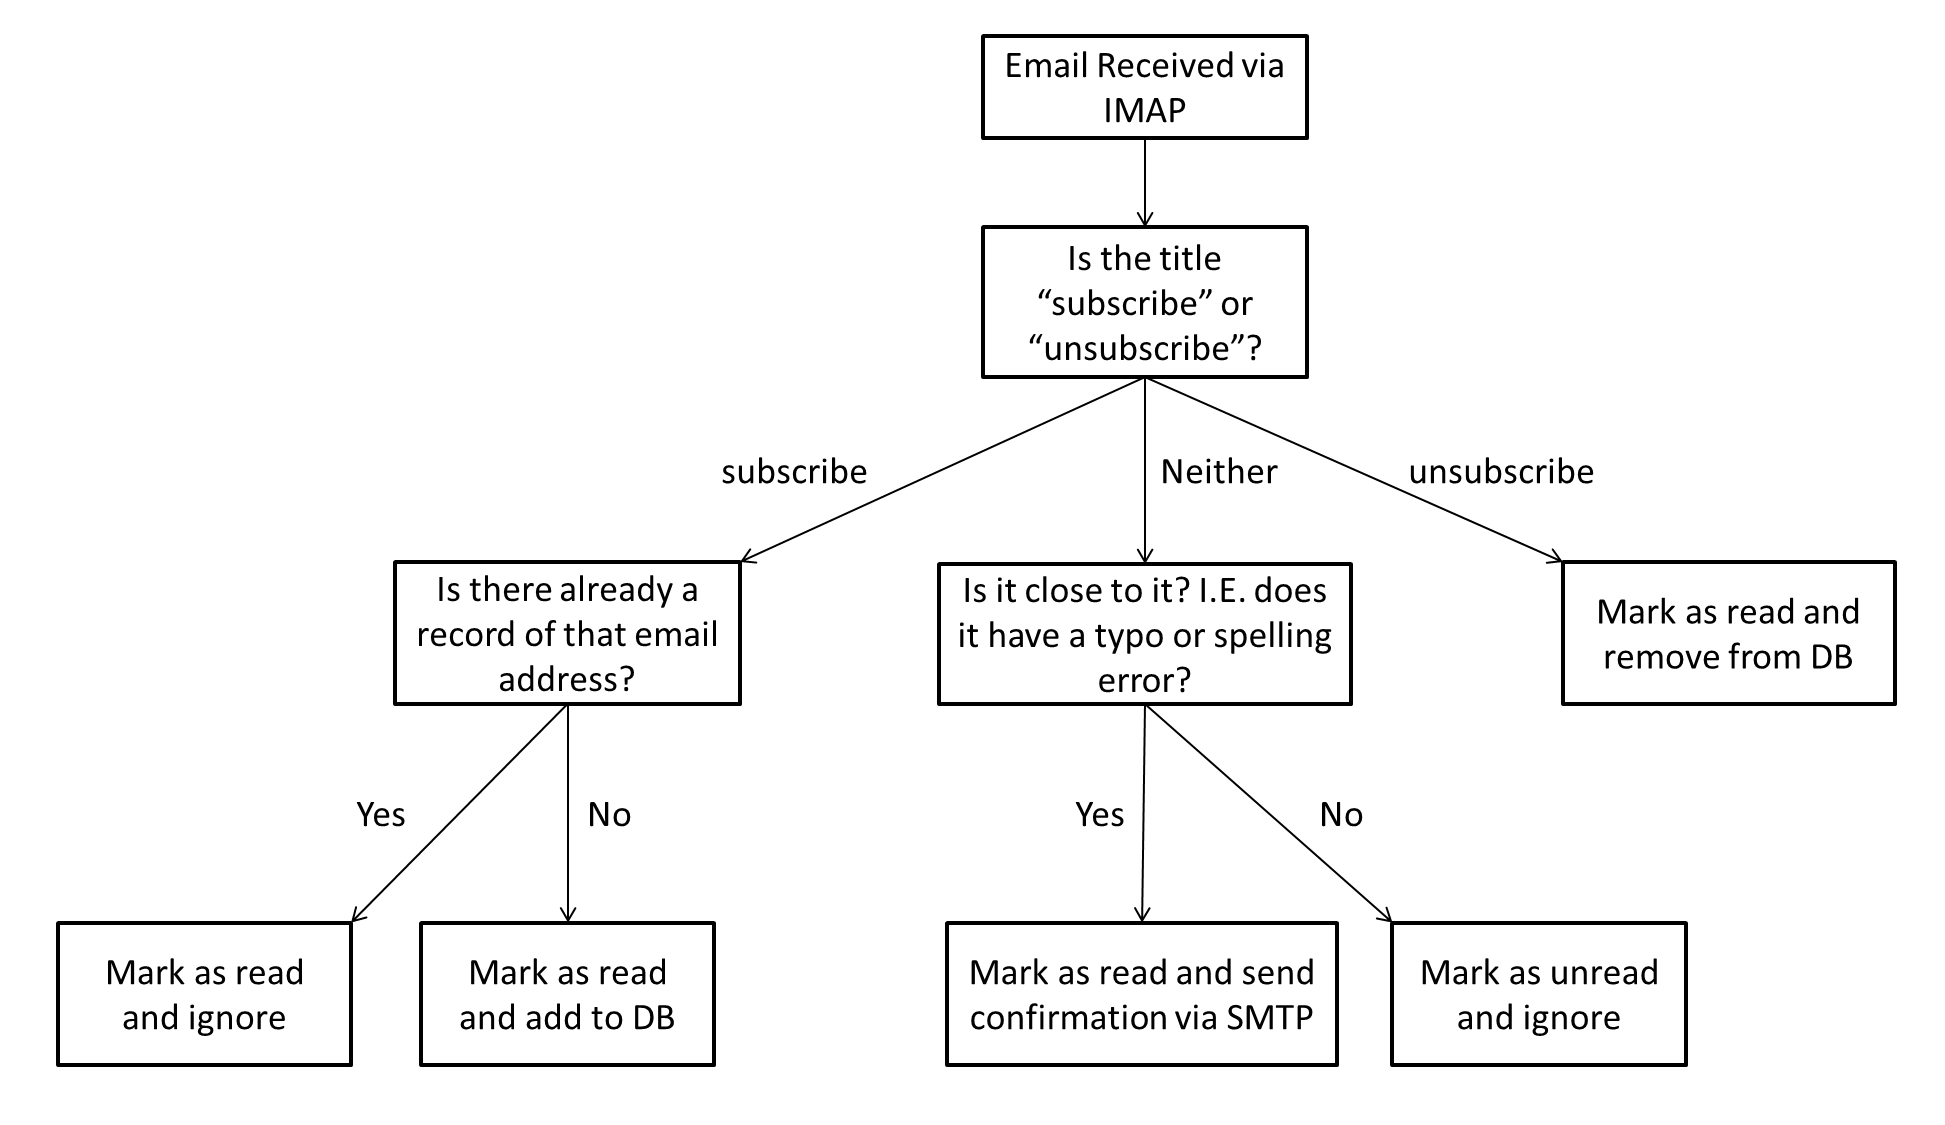 Email Received via
IMAP
Is the title
“subscribe” or
“unsubscribe”?
subscribe
Neither
unsubscribe
Is there already a
record of that email
address?
Is it close to it? I.E. does
it have a typo or spelling
error?
Mark as read and
remove from DB
Yes
No
Yes
No
Mark as read
and ignore
Mark as read
and add to DB
Mark as read and send
confirmation via SMTP
Mark as unread
and ignore